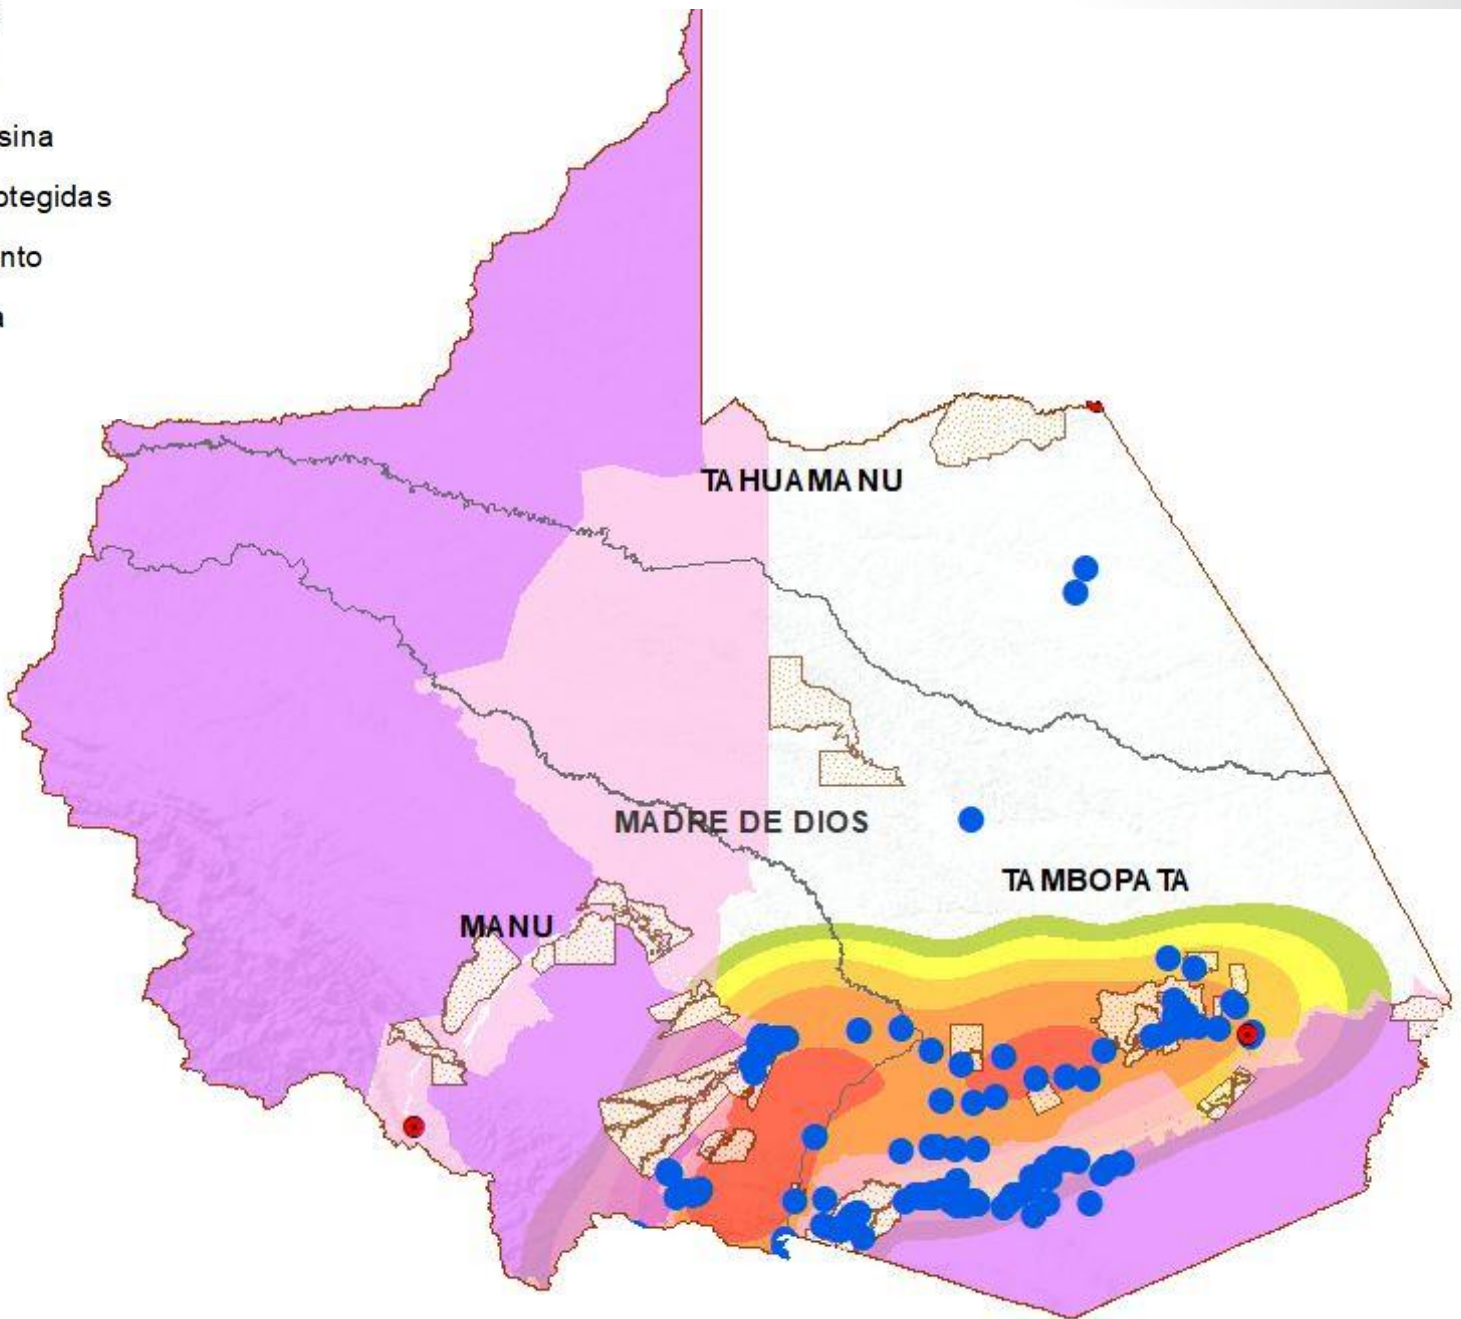 sina
otegidas
nto
a
TAHUAMANU
MADRE DE DIOS
TAMBOPATA
MANU